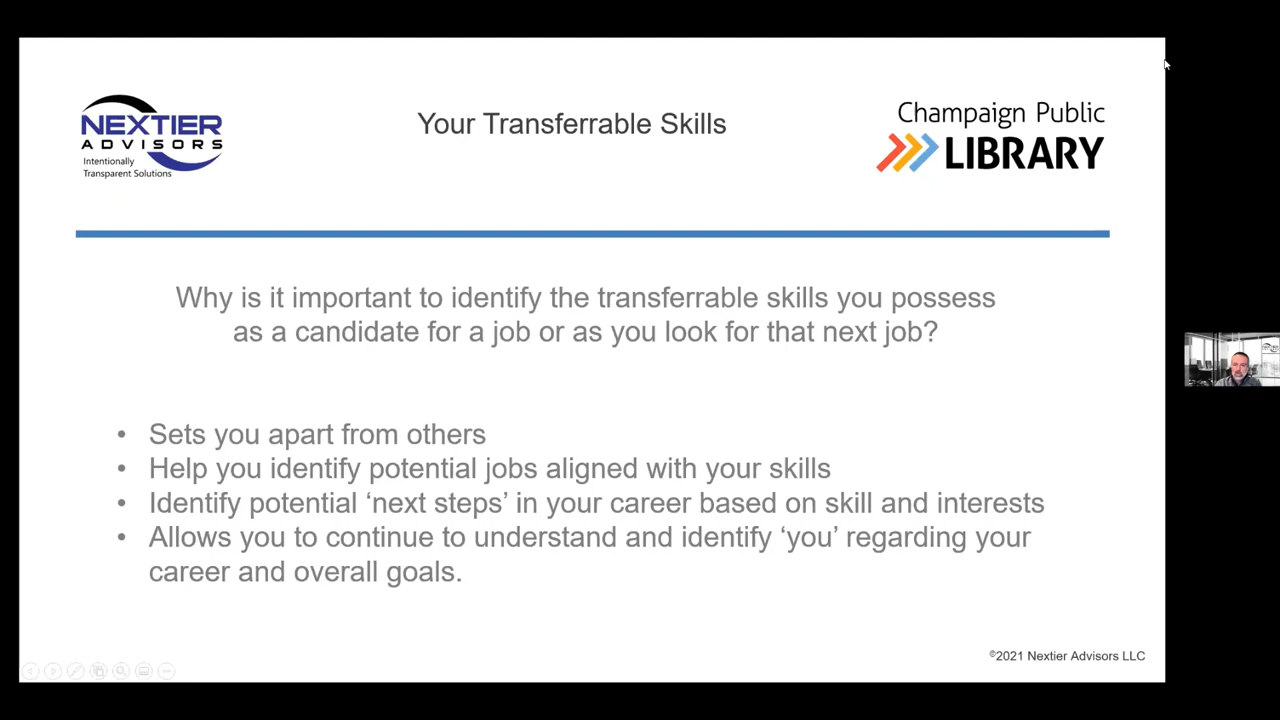 NEXTIER
ADVISORS
Intentionally
Transparent Solutions
Your Transferrable Skills
Champaign Public
LIBRARY
Why is it important to identify the transferrable skills you possess
as a candidate for a job or as you look for that next job?
• Sets you apart from others
• Help you identify potential jobs aligned with your skills
• Identify potential ‘next steps’ in your career based on skill and interests
• Allows you to continue to understand and identify ‘you’ regarding your
career and overall goals.
©2021 Nextier Advisors LLC